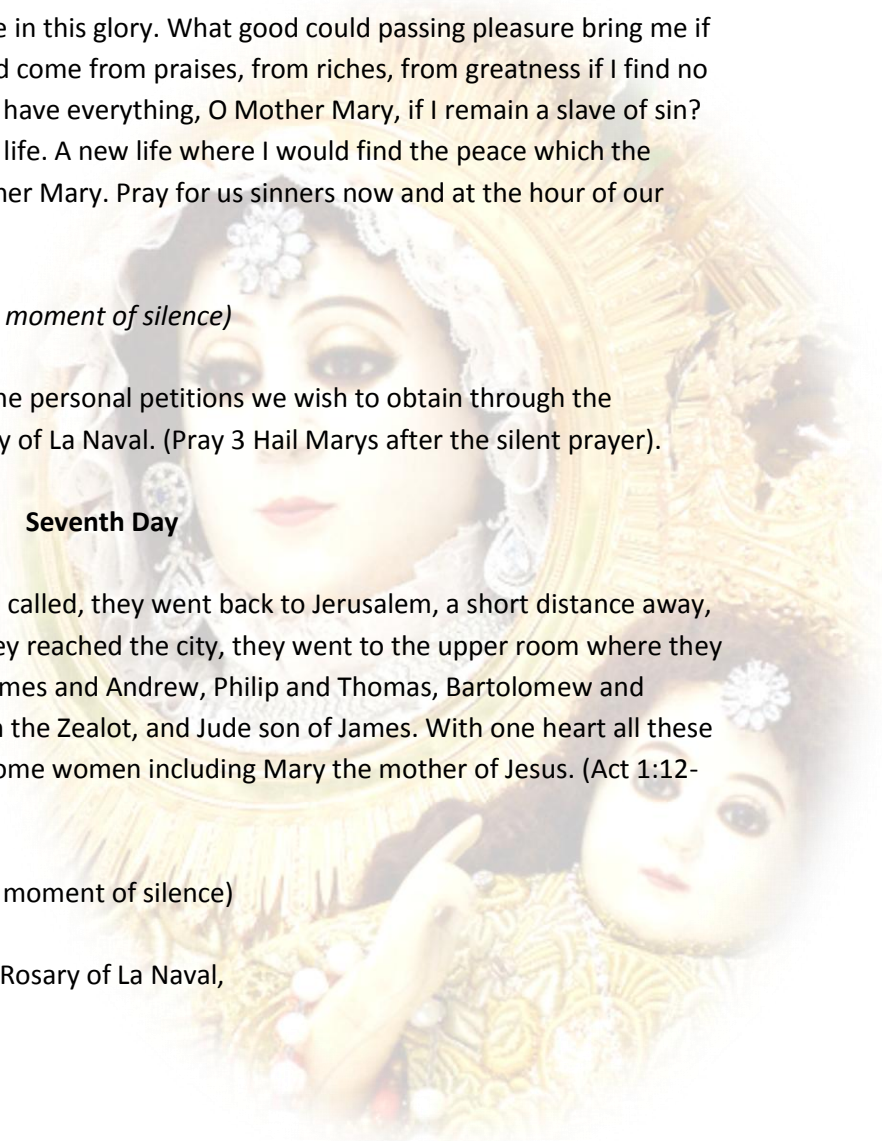 e in this glory. What good could passing pleasure bring me if
d come from praises, from riches, from greatness if I find no
have everything, O Mother Mary, if I remain a slave of sin?
life. A new life where I would find the peace which the
her Mary. Pray for us sinners now and at the hour of our
moment of silence)
he personal petitions we wish to obtain through the
y of La Naval. (Pray 3 Hail Marys after the silent prayer).
Seventh Day
called, they went back to Jerusalem, a short distance away,
ey reached the city, they went to the upper room where they
mes and Andrew, Philip and Thomas, Bartolomew and
n the Zealot, and Jude son of James. With one heart all these
ome women including Mary the mother of Jesus. (Act 1:12-
moment of silence)
Rosary of La Naval,